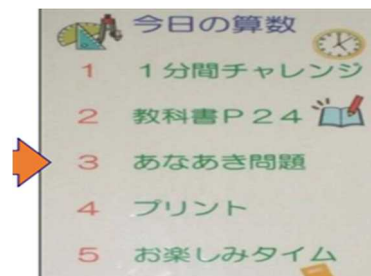 今日の算数
1 1分間チャレンジ
2 教科書P24
3 あなあき問題
4 プリント
5 お楽しみタイム